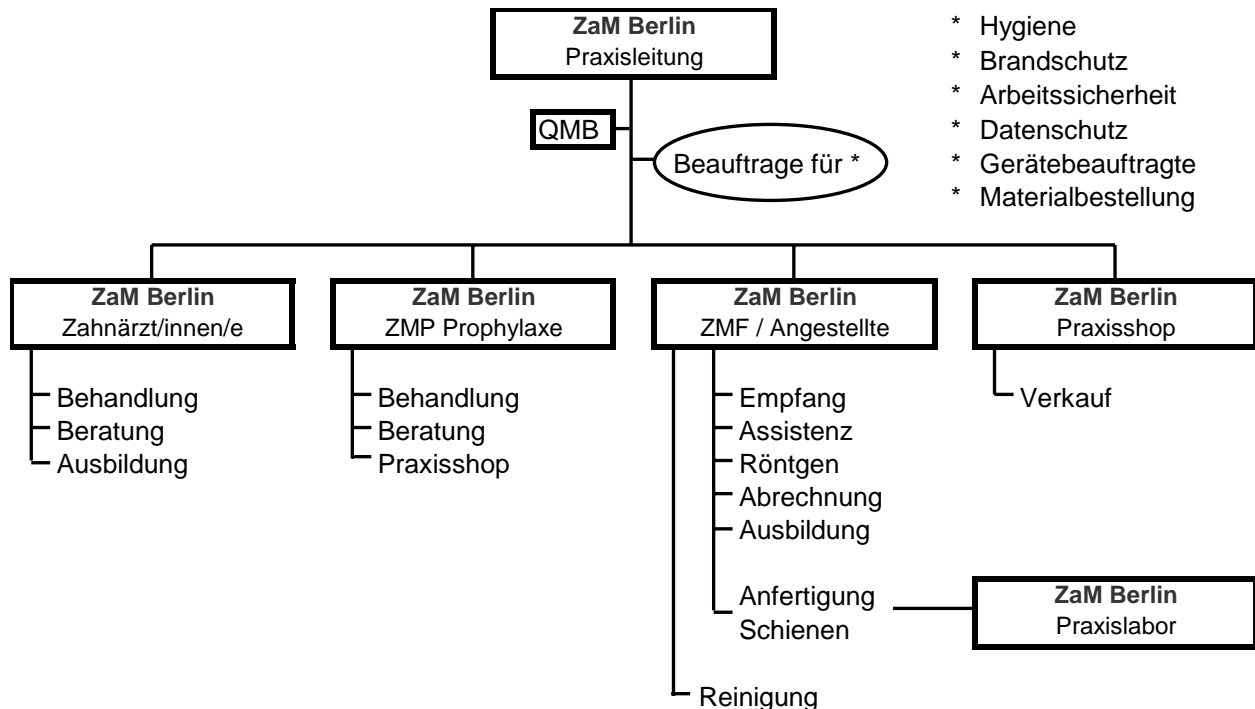 ZaM Berlin
Praxisleitung
* Hygiene
* Brandschutz
* Arbeitssicherheit
* Datenschutz
* Gerätebeauftragte
* Materialbestellung
QMB
Beauftrage für *
ZaM Berlin
Zahnärzt/innen/e
Behandlung
Beratung
Ausbildung
ZaM Berlin
ZMP Prophylaxe
Behandlung
Beratung
Praxisshop
ZaM Berlin
ZMF / Angestellte
Empfang
Assistenz
Röntgen
Abrechnung
Ausbildung
Anfertigung
Schienen
Reinigung
ZaM Berlin
Praxisshop
Verkauf
ZaM Berlin
Praxislabor